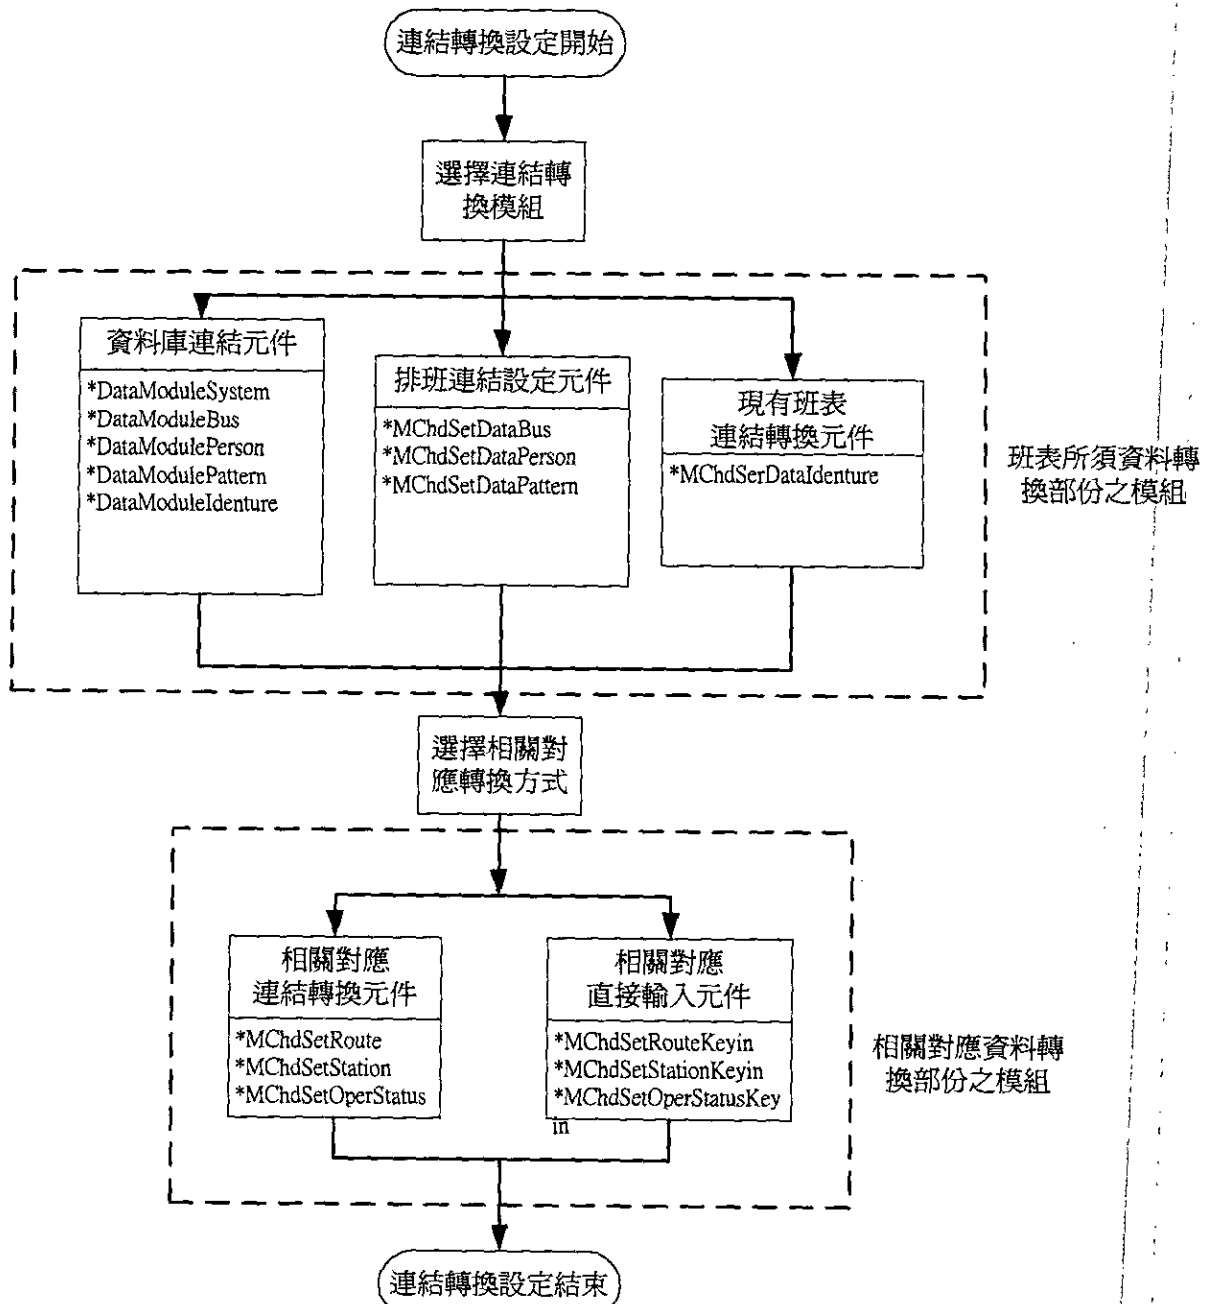 連結轉換設定開始
選擇連結轉
換模組
資料庫連結元件
*DataModuleSystem
*DataModuleBus
*DataModulePerson
*DataModulePattern
*DataModuleIdenture
排班連結設定元件
*MChdSetDataBus
*MChdSetDataPerson
*MChdSetDataPattern
現有班表
連結轉換元件
*MChdSerDataIdenture
班表所須資料轉
換部份之模組
選擇相關對
應轉換方式
相關對應
連結轉換元件
*MChdSetRoute
*MChdSetStation
*MChdSetOperStatus
相關對應
直接輸入元件
*MChdSetRouteKeyin
*MChdSetStationKeyin
*MChdSetOperStatusKey
in
相關對應資料轉
換部份之模組
連結轉換設定結束